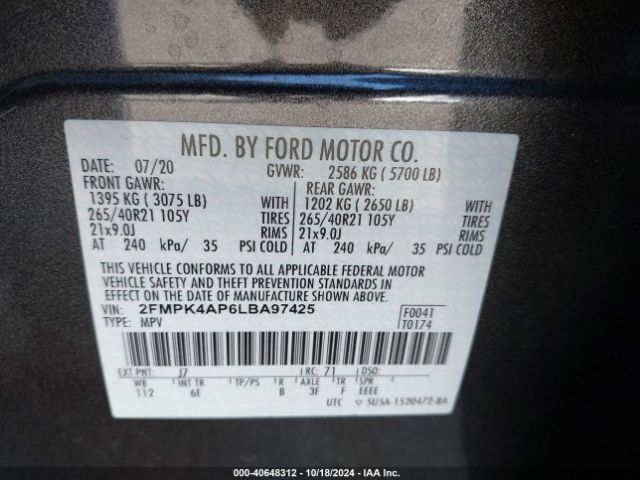 MFD. BY FORD MOTOR CO.
DATE: 07/20 GVWR: 2586 KG ( 5700 LB)
FRONT GAWR: REAR GAWR:
1395 KG ( 3075 LB) WITH 1202 KG ( 2650 LB) WITH
265/40R21 105Y TIRES 265/40R21 105Y TIRES
21x9.0J RIMS 21x9.0J RIMS
AT 240 kPa/ 35 PSI COLD AT 240 kPa/ 35 PSI COLD
THIS VEHICLE CONFORMS TO ALL APPLICABLE FEDERAL MOTOR
VEHICLE SAFETY AND THEFT PREVENTION STANDARDS IN
EFFECT ON THE DATE OF MANUFACTURE SHOWN ABOVE.
VIN: 2FMPK4AP6LBA97425 F0041
TYPE: MPV T0174
EXT PNT: J7 RC: 71 DSO:
WB INT TR TP/PS R AXLE TR SPR
112 6E B 3F F EEEE
UTC 5U5A-1520472-BA
000-40648312 | 10/18/2024 | IAA Inc.